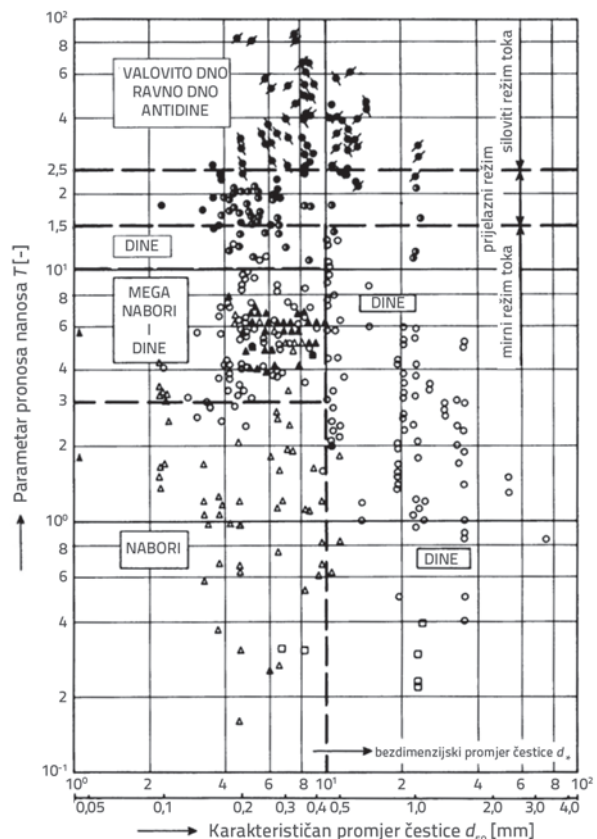 10²
8
6
4
2,5
2
1,5
10¹
8
6
4
3
2
10⁰
8
6
4
2
10⁻¹
Parametar pronosa nanosa T [-]
VALOVITO DNO
RAVNO DNO
ANTIDINE
DINE
MEGA
NABORI
I
DINE
NABORI
DINE
DINE
siloviti režim toka
prijelazni režim
mirni režim toka
bezdimenzijski promjer čestice d*
10⁰ 2 4 6 8 10¹ 2 4 6 8 10²
0,05 0,1 0,2 0,3 0,4 0,5 1,0 2,0 3,0 4,0
Karakterističan promjer čestice d₅₀ [mm]